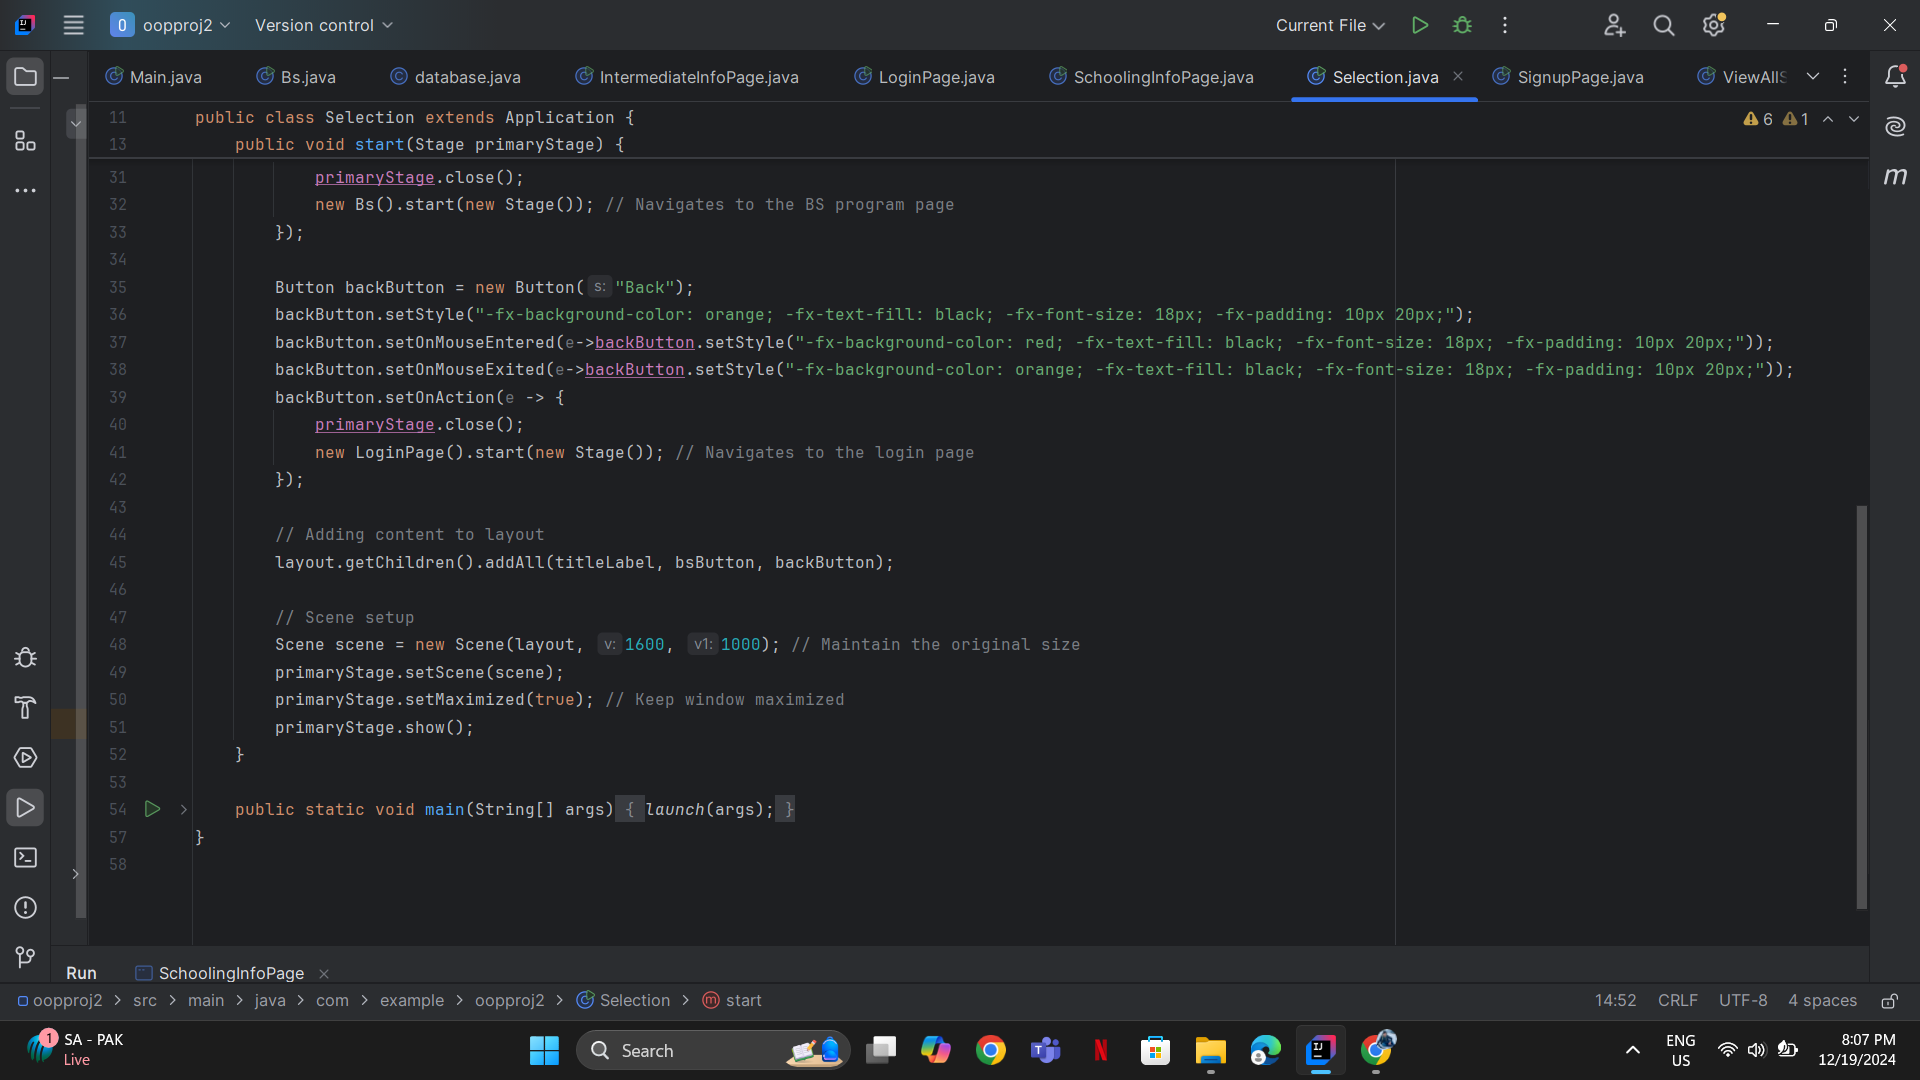 oopproj2 Version control Current File
Main.java Bs.java database.java IntermediateInfoPage.java LoginPage.java SchoolingInfoPage.java Selection.java SignupPage.java ViewAllS
11 public class Selection extends Application {
6 1
13 public void start(Stage primaryStage) {
31 primaryStage.close();
32 new Bs().start(new Stage()); // Navigates to the BS program page
33 });
34
35 Button backButton = new Button( s: "Back");
36 backButton.setStyle("-fx-background-color: orange; -fx-text-fill: black; -fx-font-size: 18px; -fx-padding: 10px 20px;");
37 backButton.setOnMouseEntered(e->backButton.setStyle("-fx-background-color: red; -fx-text-fill: black; -fx-font-size: 18px; -fx-padding: 10px 20px;"));
38 backButton.setOnMouseExited(e->backButton.setStyle("-fx-background-color: orange; -fx-text-fill: black; -fx-font-size: 18px; -fx-padding: 10px 20px;"));
39 backButton.setOnAction(e -> {
40 primaryStage.close();
41 new LoginPage().start(new Stage()); // Navigates to the login page
42 });
43
44 // Adding content to layout
45 layout.getChildren().addAll(titleLabel, bsButton, backButton);
46
47 // Scene setup
48 Scene scene = new Scene(layout, v: 1600, v1: 1000); // Maintain the original size
49 primaryStage.setScene(scene);
50 primaryStage.setMaximized(true); // Keep window maximized
51 primaryStage.show();
52 }
53
54 public static void main(String[] args) { launch(args); }
57 }
58
Run SchoolingInfoPage
oopproj2 > src > main > java > com > example > oopproj2 > Selection > start 14:52 CRLF UTF-8 4 spaces
1 SA - PAK
Live
Search
ENG
US
8:07 PM
12/19/2024